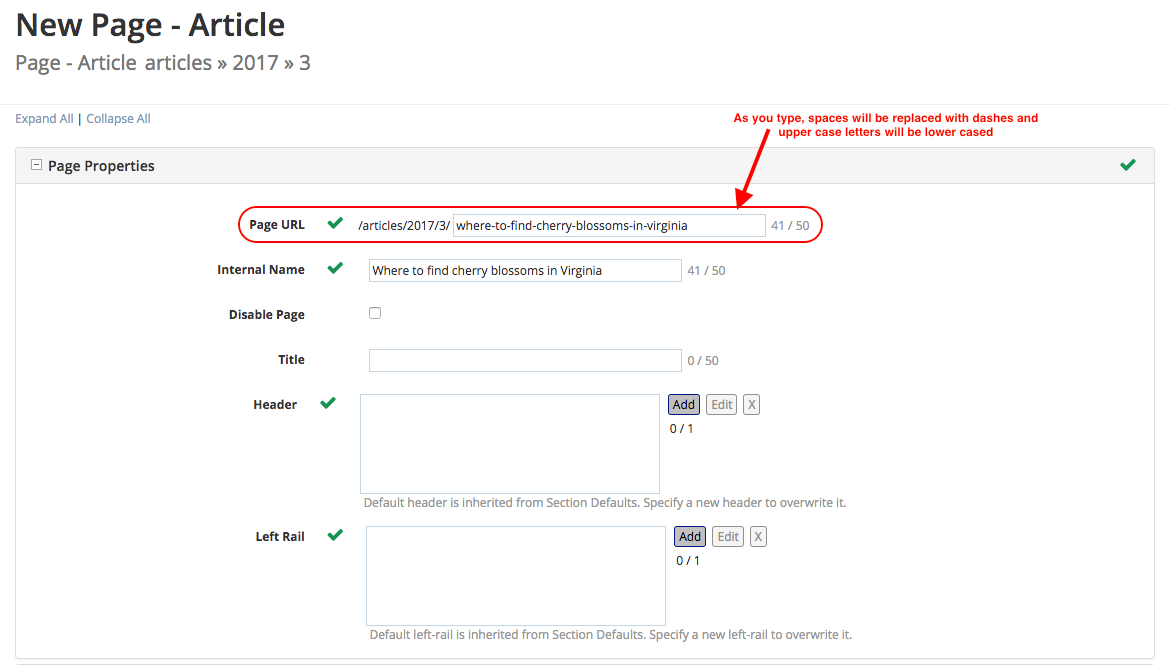 New Page - Article
Page - Article articles » 2017 » 3
Expand All | Collapse All
As you type, spaces will be replaced with dashes and
upper case letters will be lower cased
Page Properties
Page URL /articles/2017/3/ where-to-find-cherry-blossoms-in-virginia 41 / 50
Internal Name Where to find cherry blossoms in Virginia 41 / 50
Disable Page
Title 0 / 50
Header Add Edit X
0 / 1
Default header is inherited from Section Defaults. Specify a new header to overwrite it.
Left Rail Add Edit X
0 / 1
Default left-rail is inherited from Section Defaults. Specify a new left-rail to overwrite it.